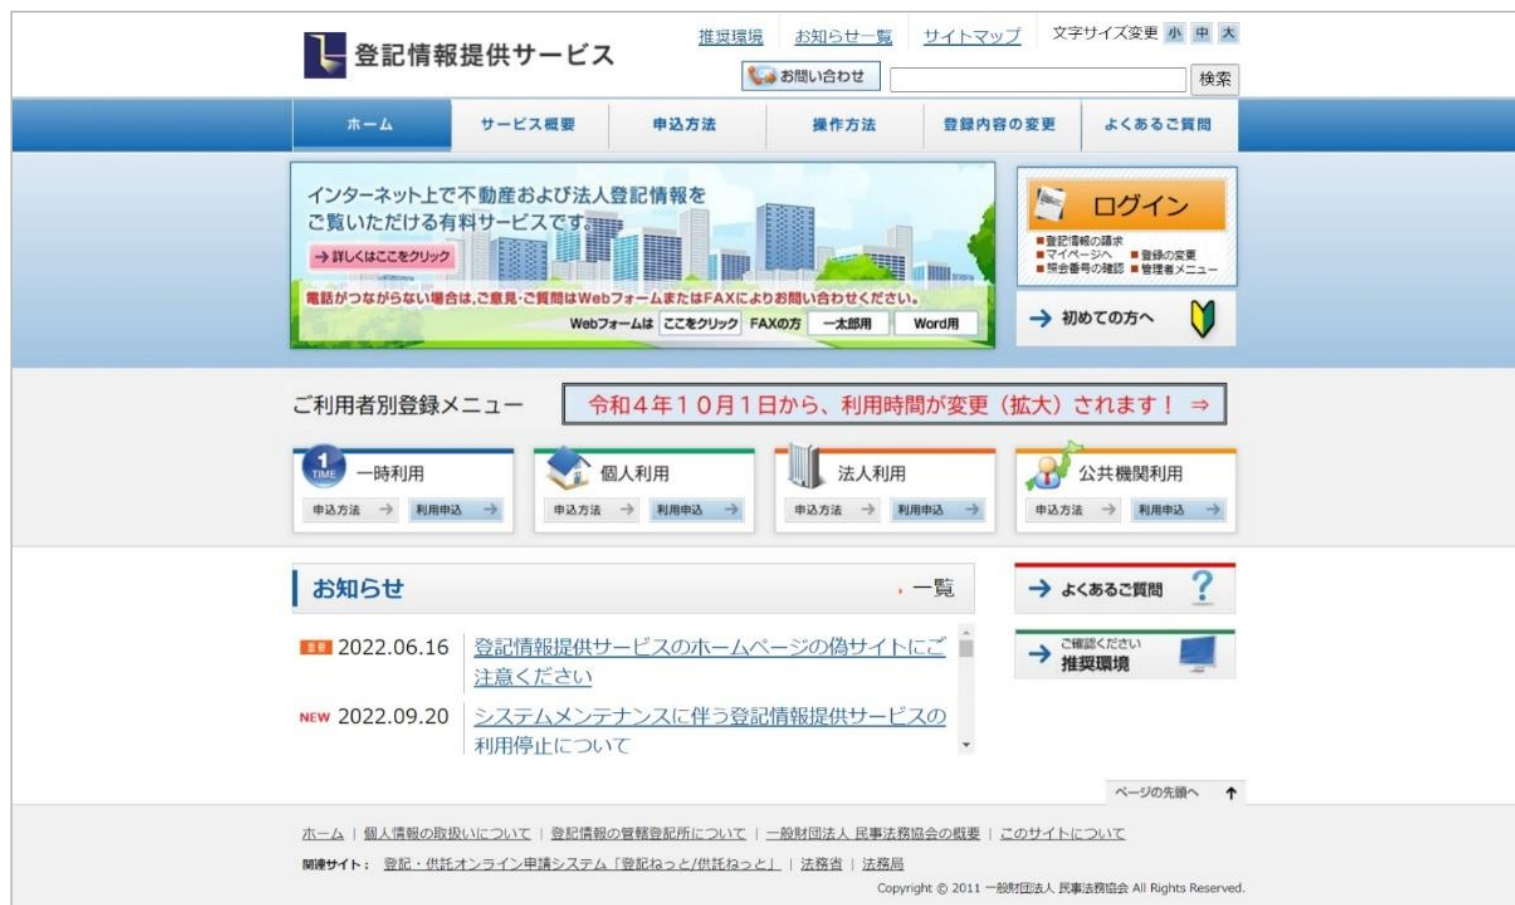 登記情報提供サービス
推奨環境 お知らせ一覧 サイトマップ 文字サイズ変更 小 中 大
お問い合わせ 検索
ホーム サービス概要 申込方法 操作方法 登録内容の変更 よくあるご質問
インターネット上で不動産および法人登記情報を
ご覧いただける有料サービスです。
→詳しくはここをクリック
電話がつながらない場合は、ご意見・ご質問はWebフォームまたはFAXによりお問い合わせください。
Webフォームは ここをクリック FAXの方 一太郎用 Word用
ログイン
■登記情報の請求
■マイページへ ■登録の変更
■照会番号の確認 ■管理者メニュー
→ 初めての方へ
ご利用者別登録メニュー 令和4年10月1日から、利用時間が変更（拡大）されます！ ⇒
1 TIME 一時利用 個人利用 法人利用 公共機関利用
申込方法 → 利用申込 → 申込方法 → 利用申込 → 申込方法 → 利用申込 → 申込方法 → 利用申込 →
お知らせ 一覧
2022.06.16 登記情報提供サービスのホームページの偽サイトにご
注意ください
NEW 2022.09.20 システムメンテナンスに伴う登記情報提供サービスの
利用停止について
→ よくあるご質問 ?
ご確認ください
→ 推奨環境
ページの先頭へ ↑
ホーム | 個人情報の取扱いについて | 登記情報の管轄登記所について | 一般財団法人 民事法務協会の概要 | このサイトについて
関連サイト： 登記・供託オンライン申請システム「登記ねっと/供託ねっと」 | 法務省 | 法務局
Copyright © 2011 一般財団法人 民事法務協会 All Rights Reserved.